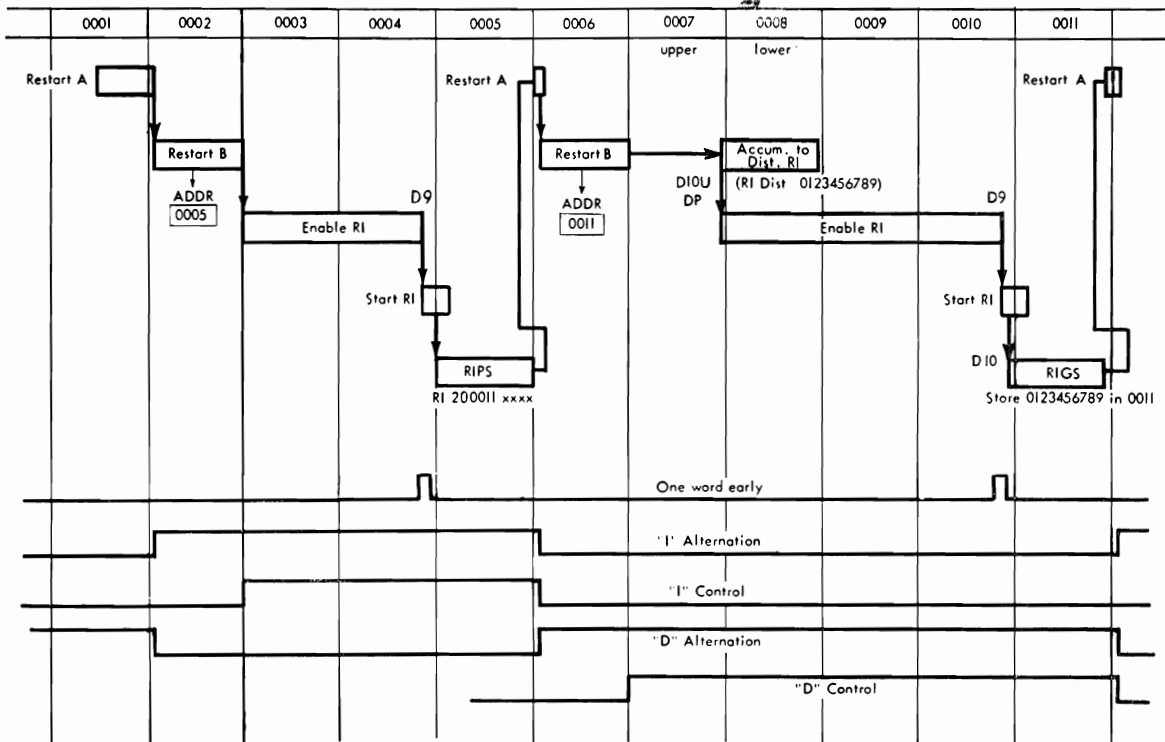 0001 0002 0003 0004 0005 0006 0007 0008 0009 0010 0011
upper lower
Restart A Restart A Restart A
Restart B Restart B Accum. to
Dist. RI
ADDR ADDR D10U (RI Dist 0123456789)
0005 0011 DP
D9 D9
Enable RI Enable RI
Start RI Start RI
RIPS D10 RIGS
RI 200011 xxxx Store 0123456789 in 0011
One word early
"I" Alternation
"I" Control
"D" Alternation
"D" Control